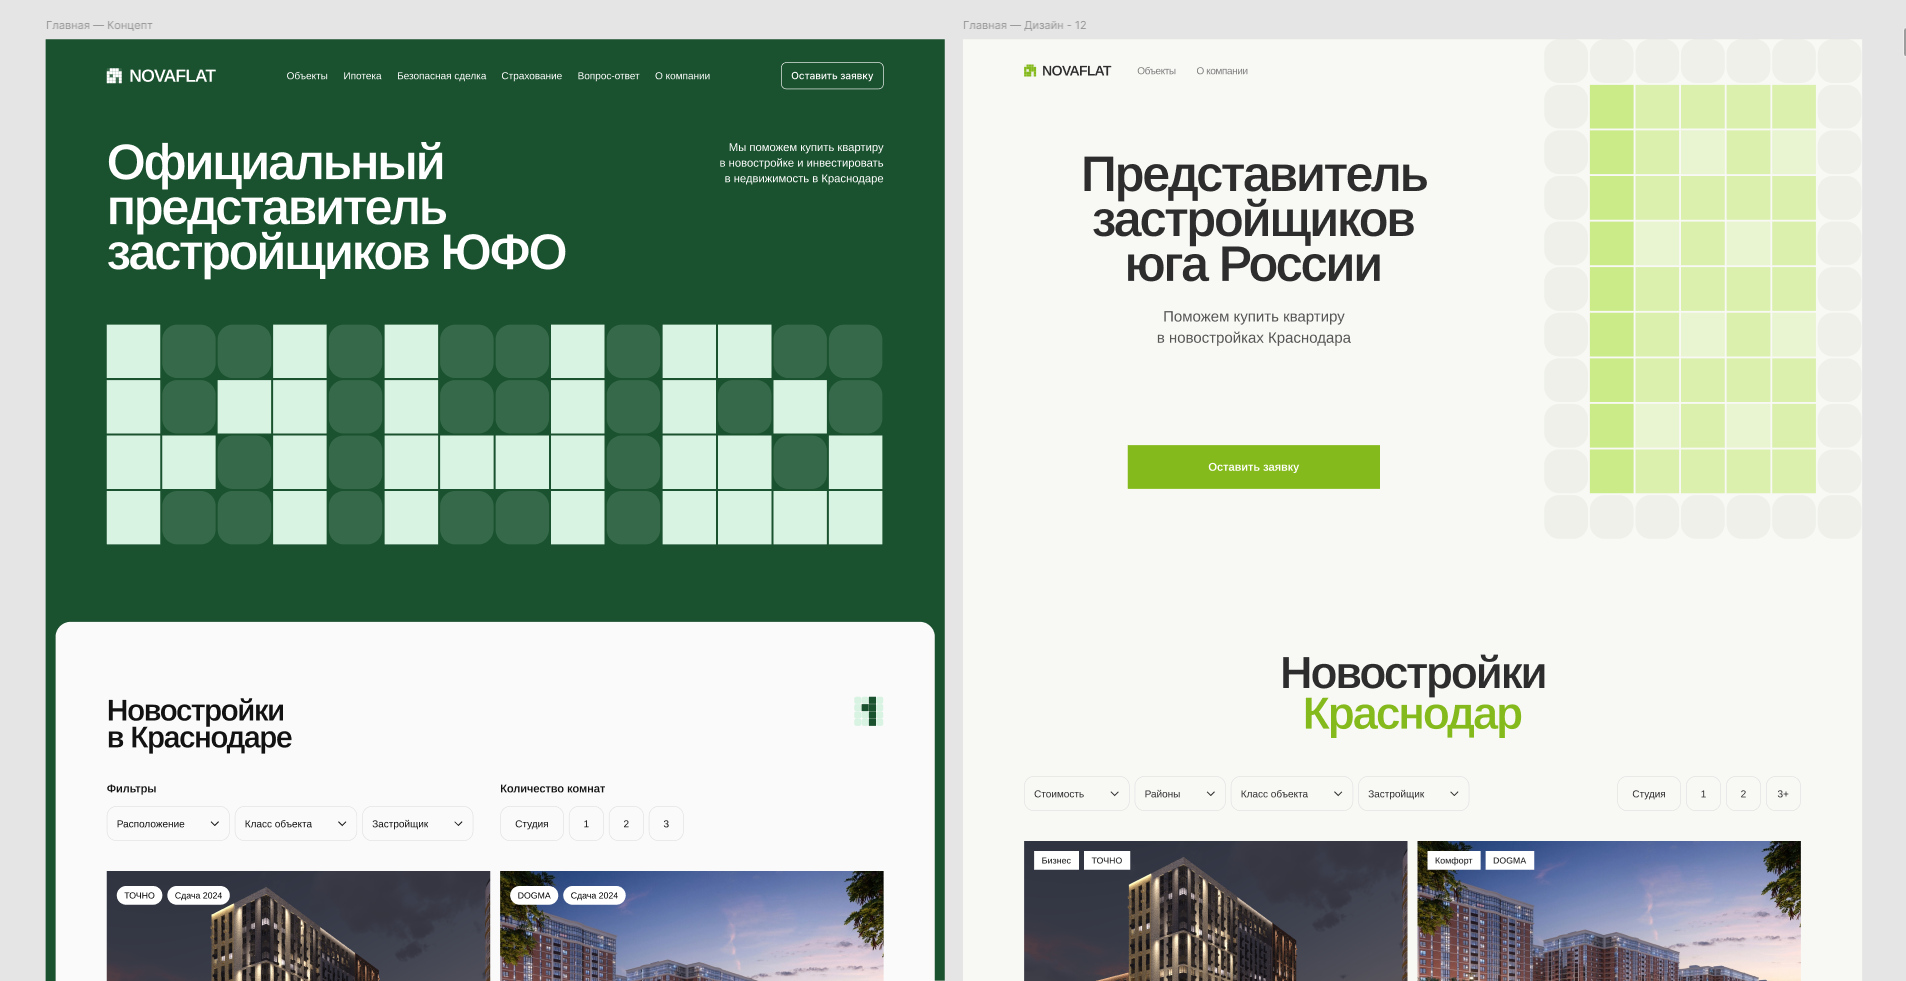 Главная — Концепт
NOVAFLAT
Объекты Ипотека Безопасная сделка Страхование Вопрос-ответ О компании
Оставить заявку
Официальный
представитель
застройщиков ЮФО
Мы поможем купить квартиру
в новостройке и инвестировать
в недвижимость в Краснодаре
Новостройки
в Краснодаре
Фильтры
Расположение Класс объекта Застройщик
Количество комнат
Студия 1 2 3
ТОЧНО Сдача 2024
DOGMA Сдача 2024
Главная — Дизайн - 12
NOVAFLAT
Объекты О компании
Представитель
застройщиков
юга России
Поможем купить квартиру
в новостройках Краснодара
Оставить заявку
Новостройки
Краснодар
Стоимость Районы Класс объекта Застройщик
Студия 1 2 3+
Бизнес ТОЧНО
Комфорт DOGMA